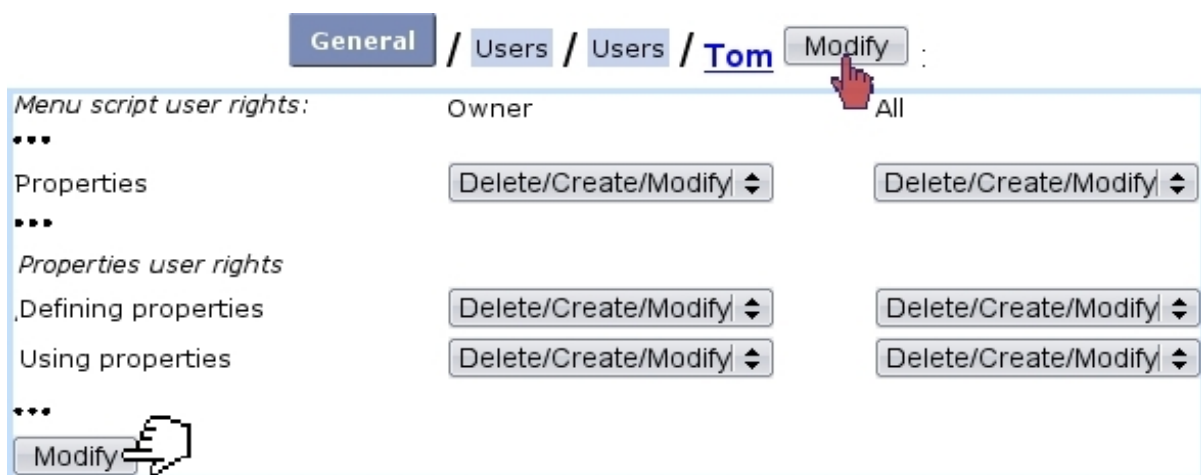 General / Users / Users / Tom Modify :
Menu script user rights: Owner All
...
Properties Delete/Create/Modify Delete/Create/Modify
...
Properties user rights
Defining properties Delete/Create/Modify Delete/Create/Modify
Using properties Delete/Create/Modify Delete/Create/Modify
...
Modify